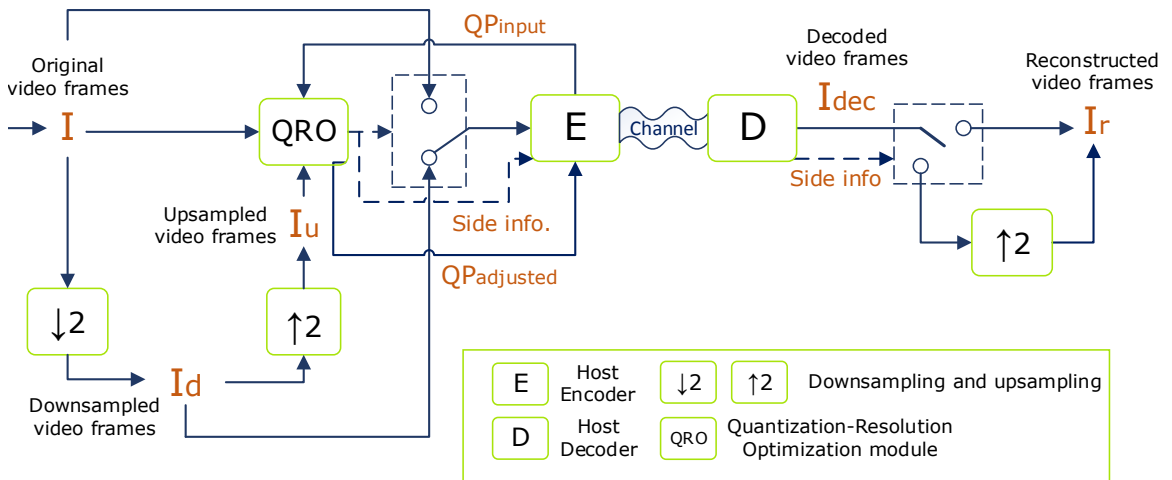 QPinput
Original
video frames
I
QRO
E
Channel
D
Decoded
video frames
Idec
Reconstructed
video frames
Ir
Side info
Upsampled
video frames
Iu
Side info.
QPadjusted
↑2
↓2
↑2
Id
Downsampled
video frames
E
Host
Encoder
↓2
↑2
Downsampling and upsampling
D
Host
Decoder
QRO
Quantization-Resolution
Optimization module